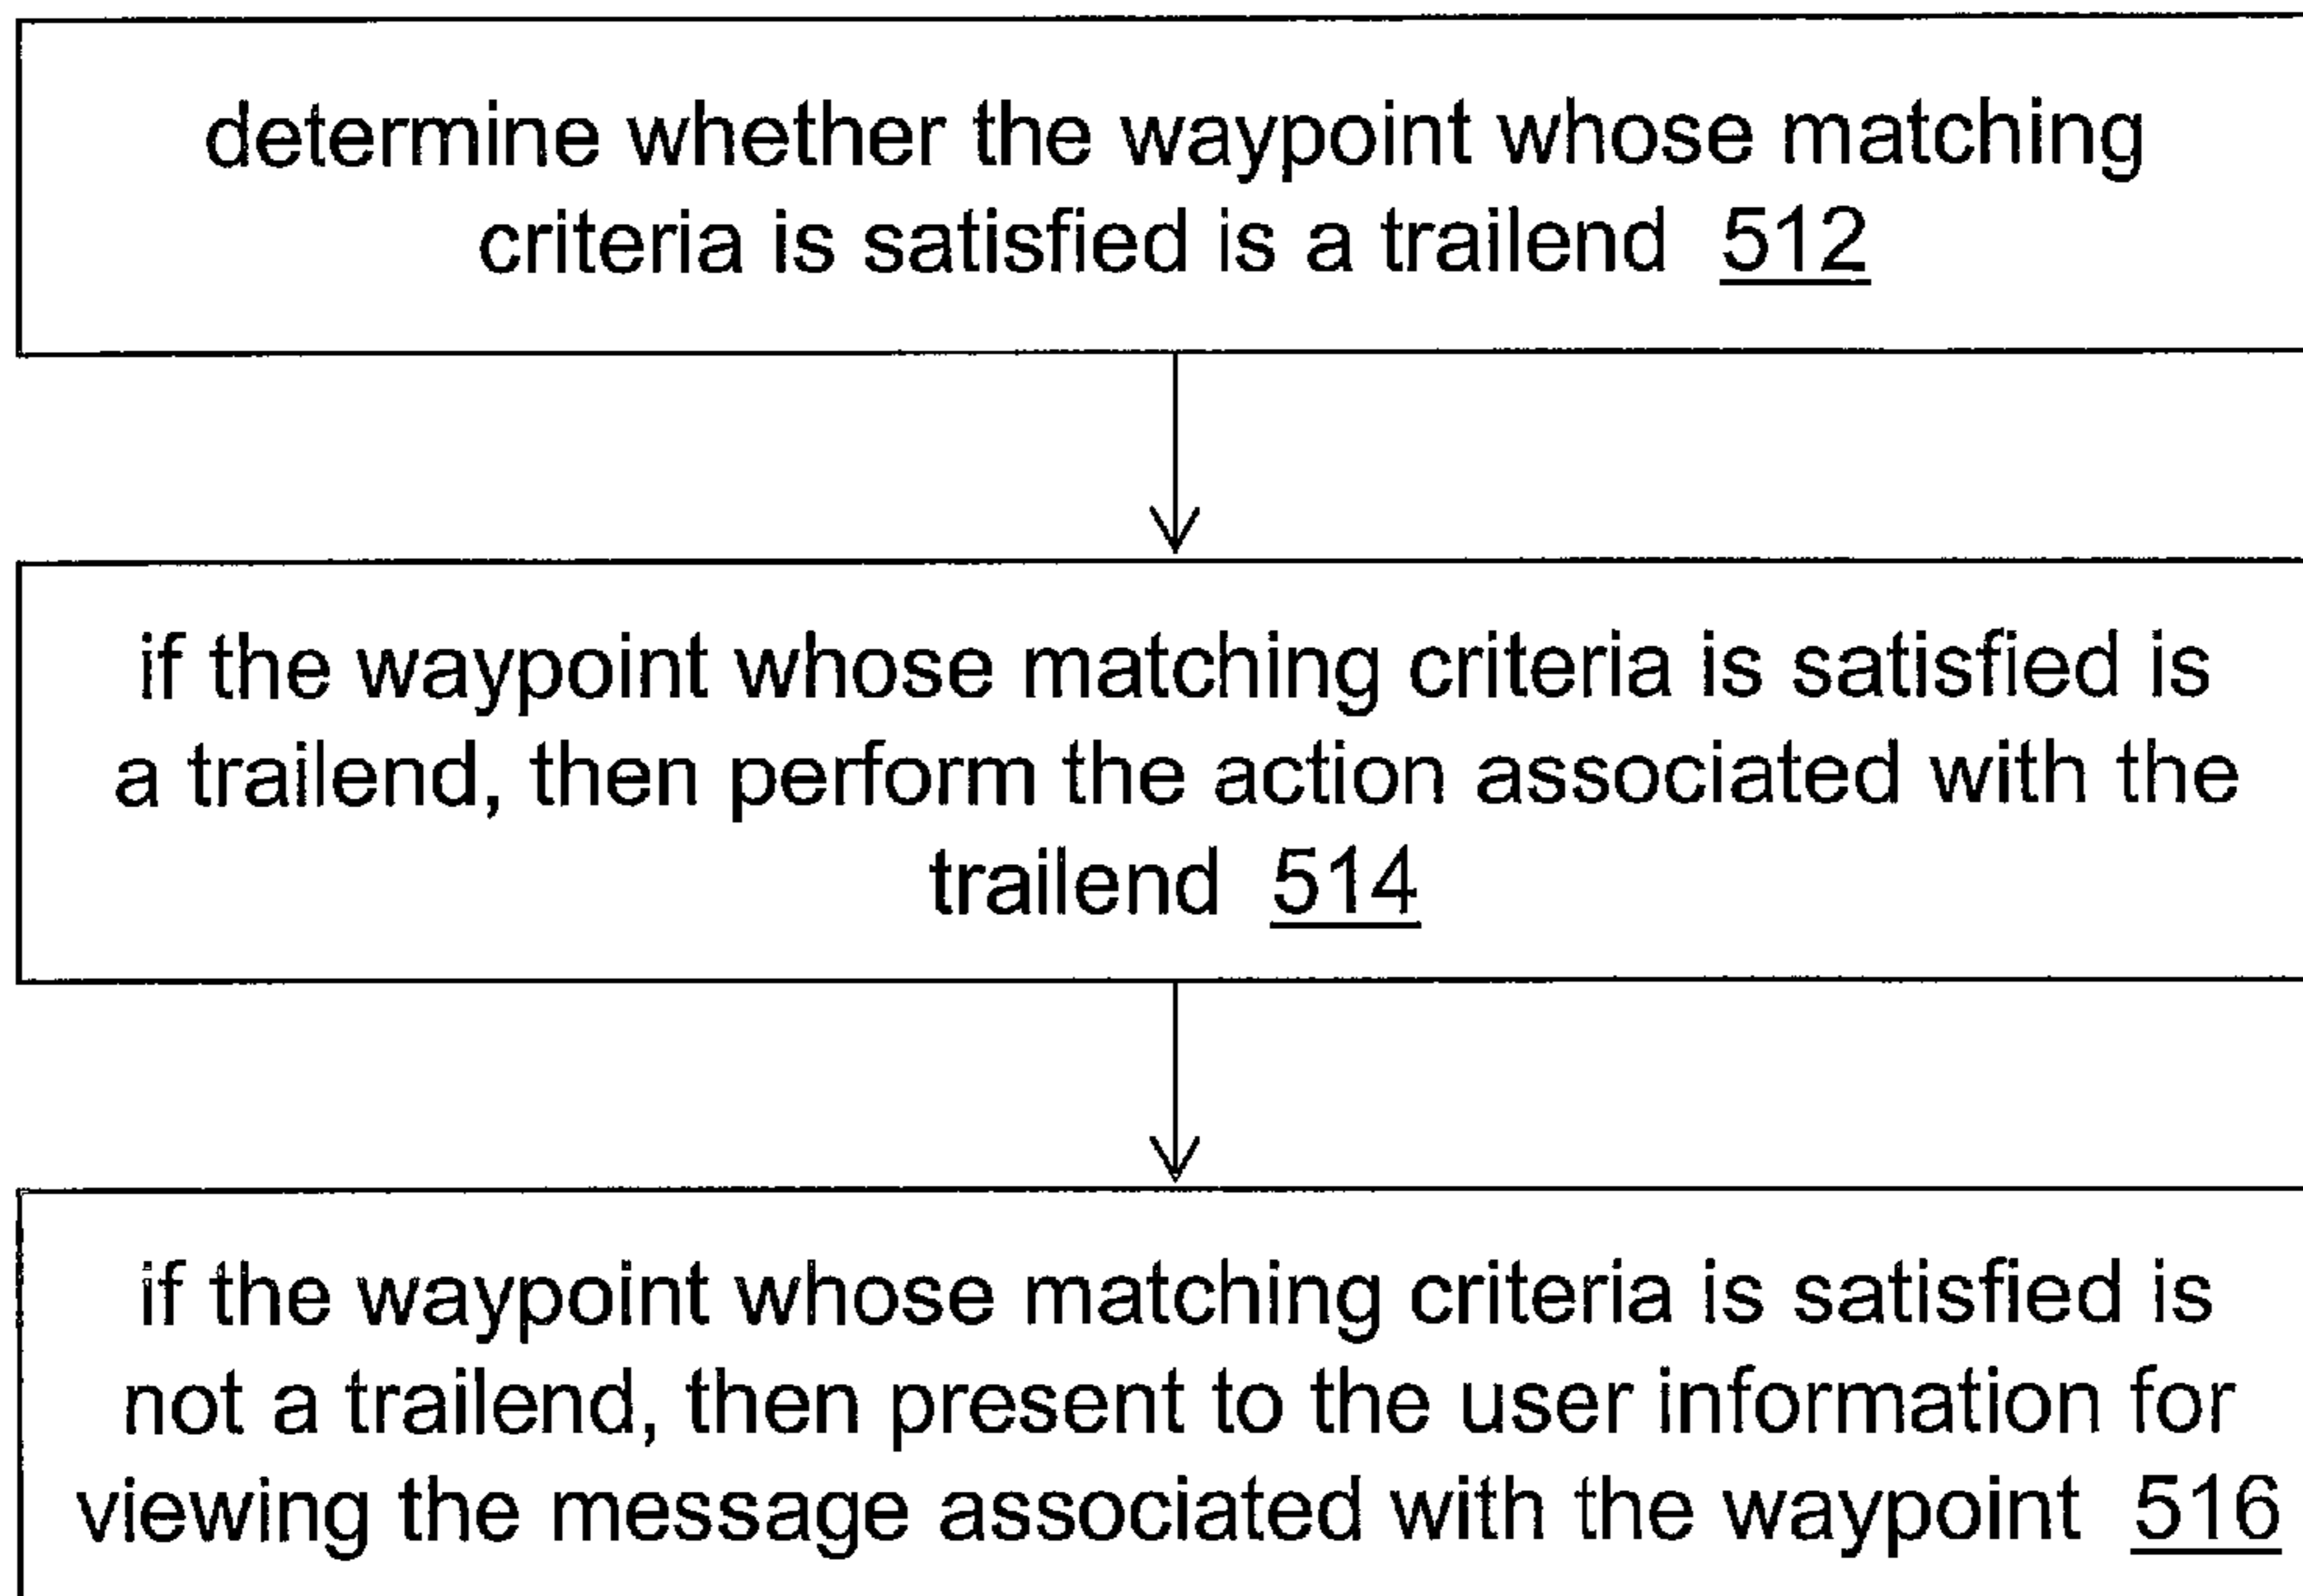 determine whether the waypoint whose matching
criteria is satisfied is a trailend 512
if the waypoint whose matching criteria is satisfied is
a trailend, then perform the action associated with the
trailend 514
if the waypoint whose matching criteria is satisfied is
not a trailend, then present to the user information for
viewing the message associated with the waypoint 516